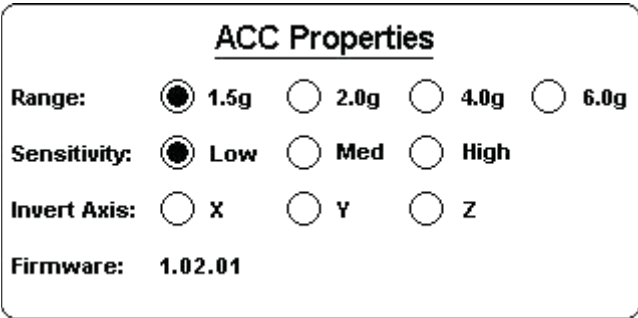 ACC Properties
Range: 1.5g 2.0g 4.0g 6.0g
Sensitivity: Low Med High
Invert Axis: X Y Z
Firmware: 1.02.01